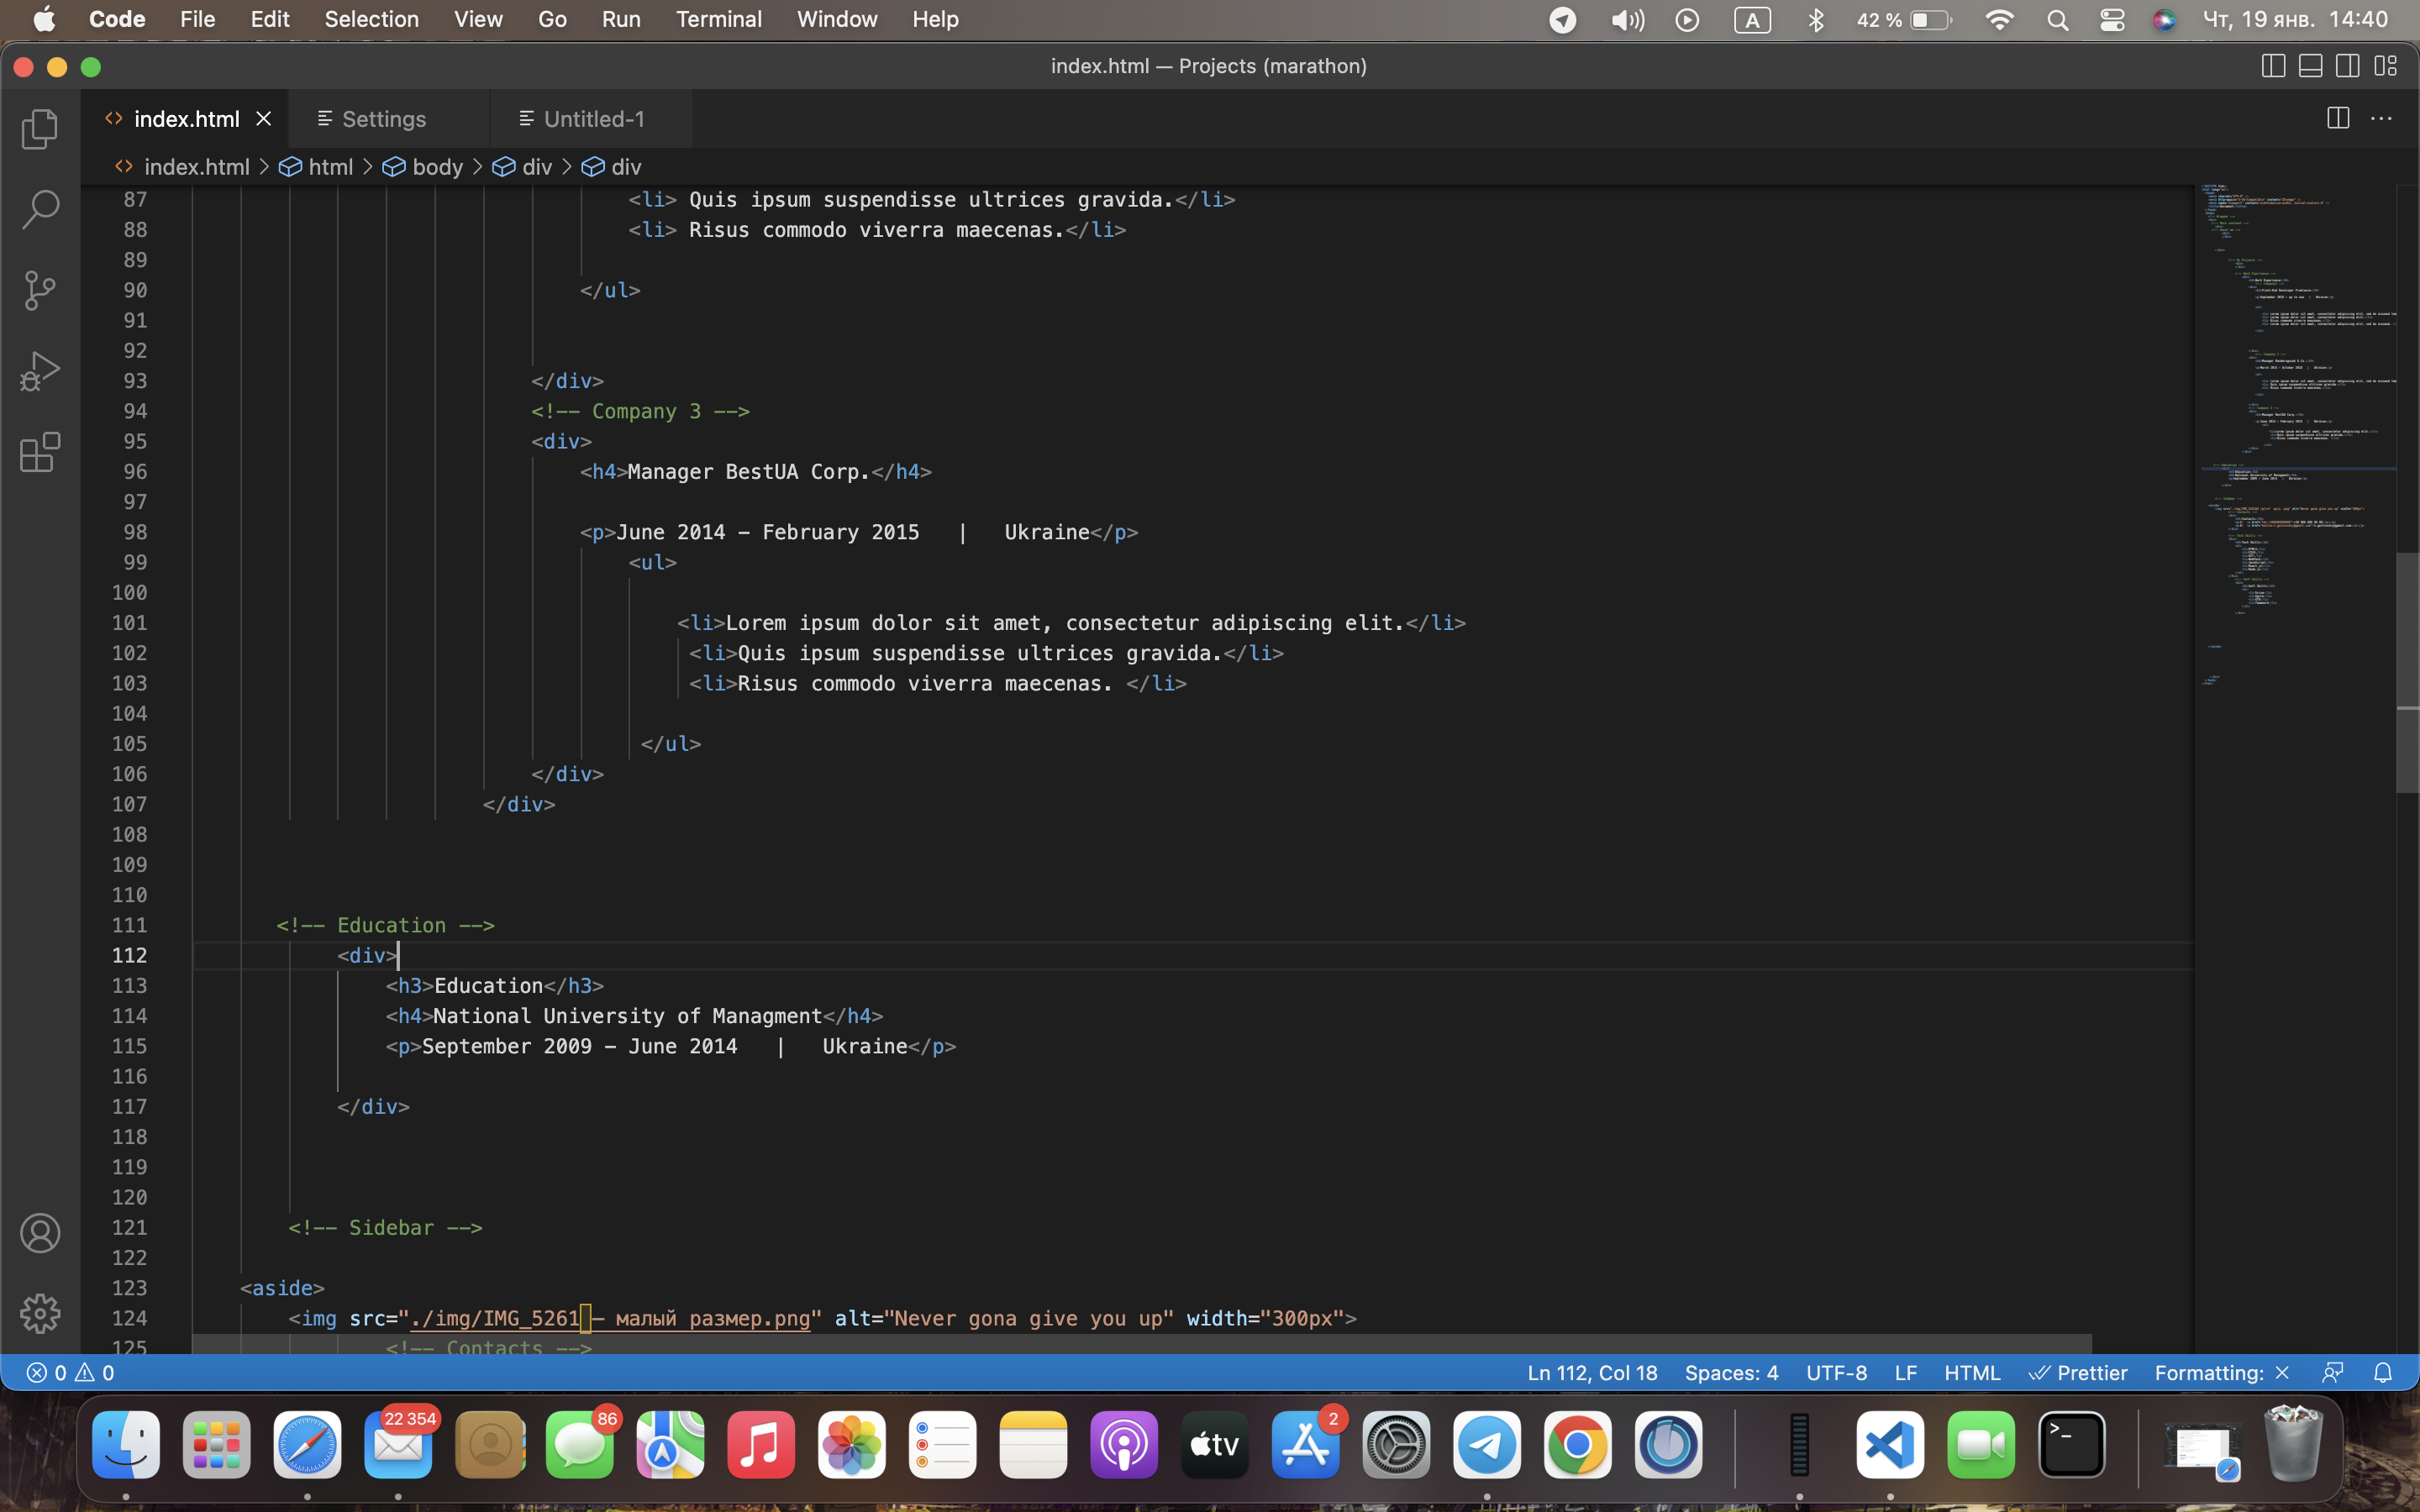 Code File Edit Selection View Go Run Terminal Window Help A 42 % Чт, 19 янв. 14:40
index.html — Projects (marathon)
index.html Settings Untitled-1
index.html > html > body > div > div
87 <li> Quis ipsum suspendisse ultrices gravida.</li>
88 <li> Risus commodo viverra maecenas.</li>
89
90 </ul>
91
92
93 </div>
94 <!-- Company 3 -->
95 <div>
96 <h4>Manager BestUA Corp.</h4>
97
98 <p>June 2014 – February 2015 | Ukraine</p>
99 <ul>
100
101 <li>Lorem ipsum dolor sit amet, consectetur adipiscing elit.</li>
102 <li>Quis ipsum suspendisse ultrices gravida.</li>
103 <li>Risus commodo viverra maecenas. </li>
104
105 </ul>
106 </div>
107 </div>
108
109
110
111 <!-- Education -->
112 <div>
113 <h3>Education</h3>
114 <h4>National University of Managment</h4>
115 <p>September 2009 – June 2014 | Ukraine</p>
116
117 </div>
118
119
120
121 <!-- Sidebar -->
122
123 <aside>
124 <img src="./img/IMG_5261 — малый размер.png" alt="Never gona give you up" width="300px">
125 <!-- Contacts -->
0 0 Ln 112, Col 18 Spaces: 4 UTF-8 LF HTML Prettier Formatting: ×
22 354 86 tv 2 >_